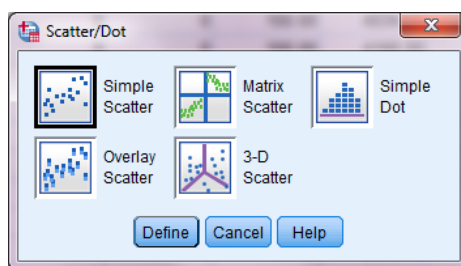 Scatter/Dot
Simple
Scatter
Matrix
Scatter
Simple
Dot
Overlay
Scatter
3-D
Scatter
Define
Cancel
Help